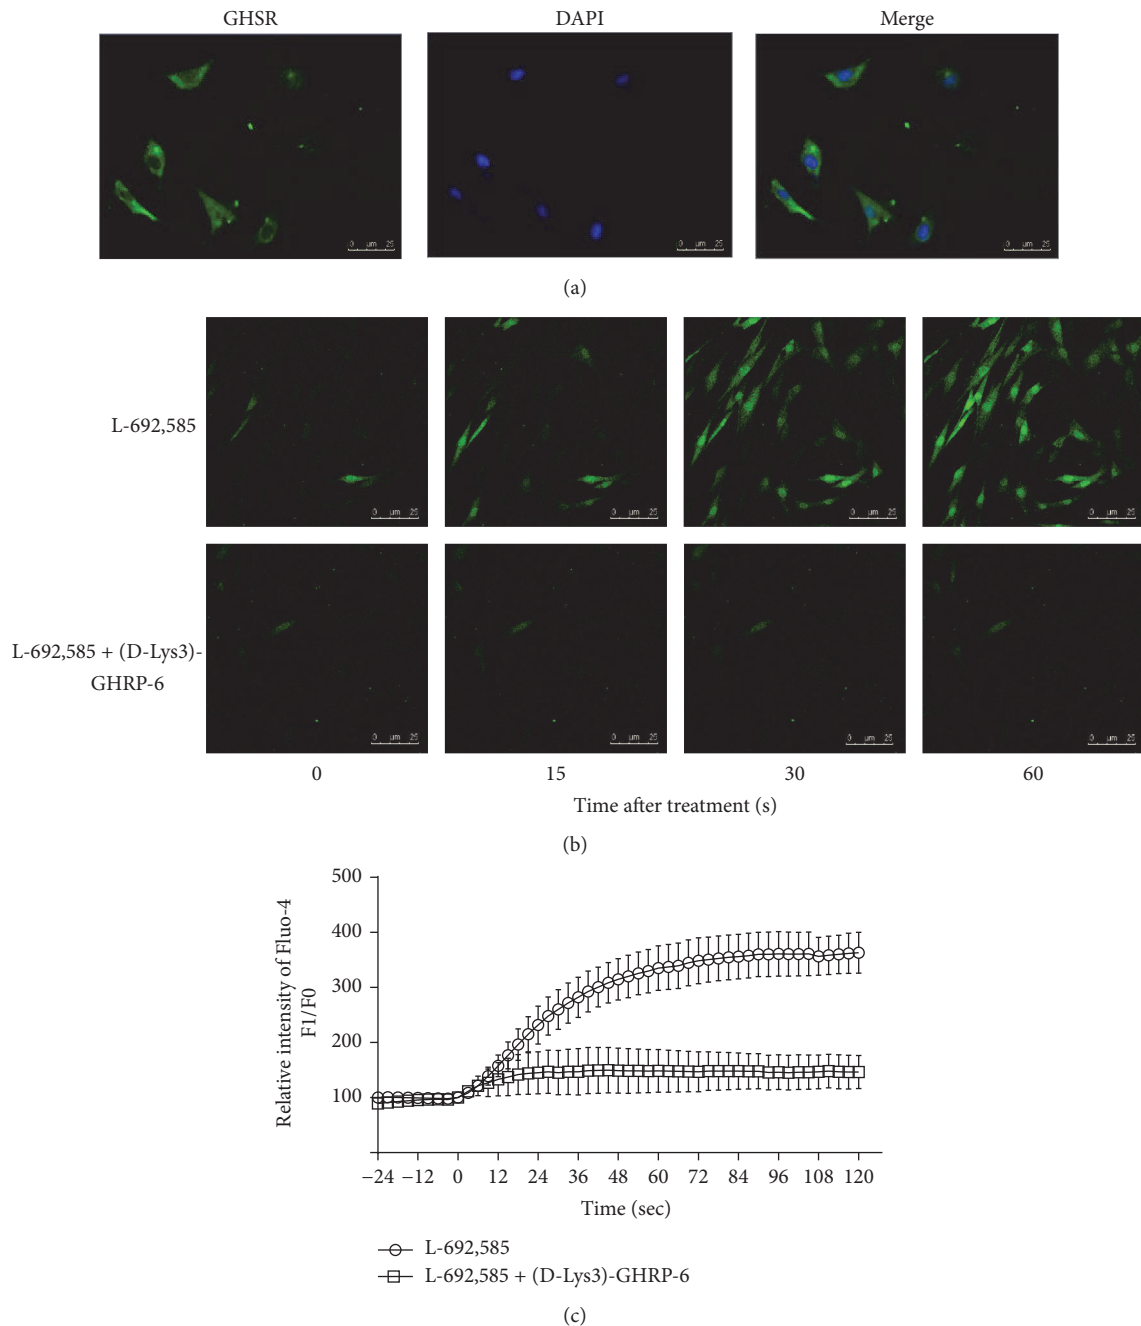 GHSR
DAPI
Merge
0 μm 25
0 μm 25
0 μm 25
(a)
L-692,585
0 μm 25
0 μm 25
0 μm 25
0 μm 25
L-692,585 + (D-Lys3)-
GHRP-6
0 μm 25
0 μm 25
0 μm 25
0 μm 25
0
15
30
60
Time after treatment (s)
(b)
Relative intensity of Fluo-4
F1/F0
500
400
300
200
100
−24
−12
0
12
24
36
48
60
72
84
96
108
120
Time (sec)
L-692,585
L-692,585 + (D-Lys3)-GHRP-6
(c)